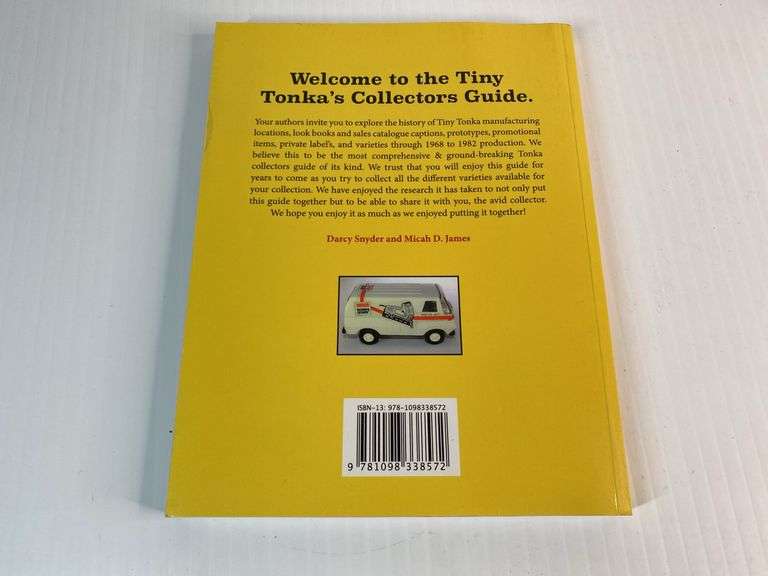 Welcome to the Tiny
Tonka's Collectors Guide.
Your authors invite you to explore the history of Tiny Tonka manufacturing
locations, look books and sales catalogue captions, prototypes, promotional
items, private label's, and varieties through 1968 to 1982 production. We
believe this to be the most comprehensive & ground-breaking Tonka
collectors guide of its kind. We trust that you will enjoy this guide for
years to come as you try to collect all the different varieties available for
your collection. We have enjoyed the research it has taken to not only put
this guide together but to be able to share it with you, the avid collector.
We hope you enjoy it as much as we enjoyed putting it together!
Darcy Snyder and Micah D. James
ISBN-13: 978-1098338572
9 781098 338572